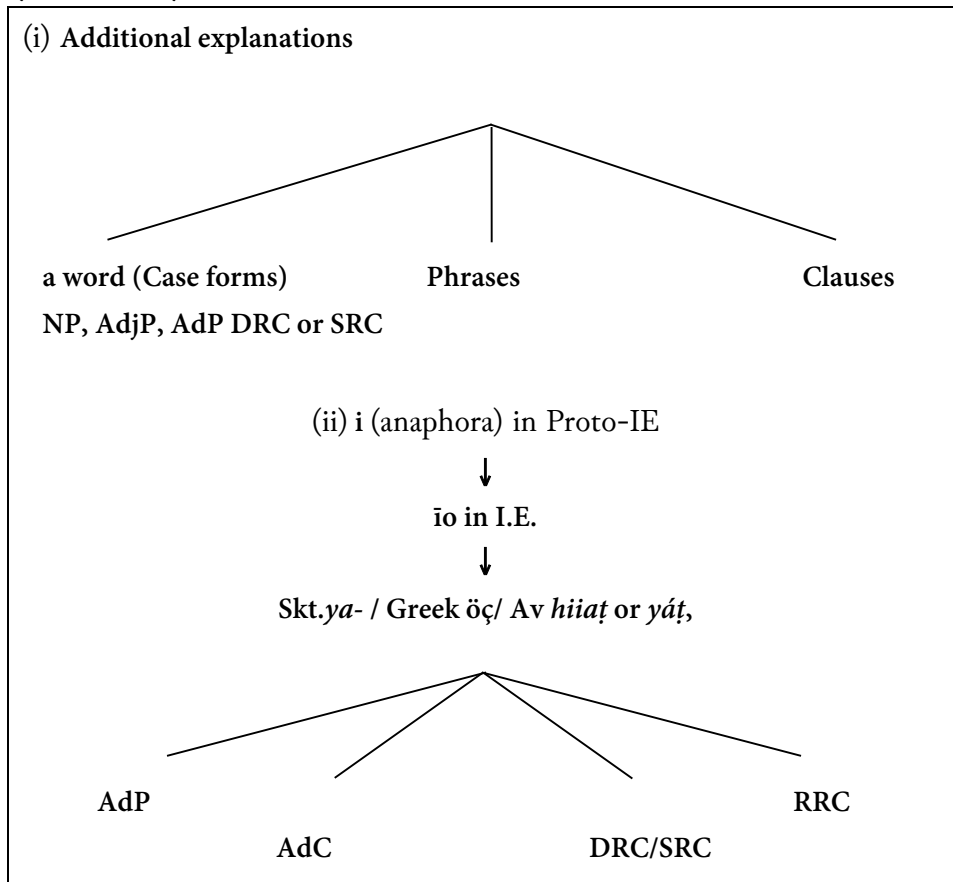 (i) Additional explanations
a word (Case forms) Phrases Clauses
NP, AdjP, AdP DRC or SRC
(ii) i (anaphora) in Proto-IE
īo in I.E.
Skt.ya- / Greek öç/ Av hiiaṭ or yáṭ,
AdP RRC
AdC DRC/SRC